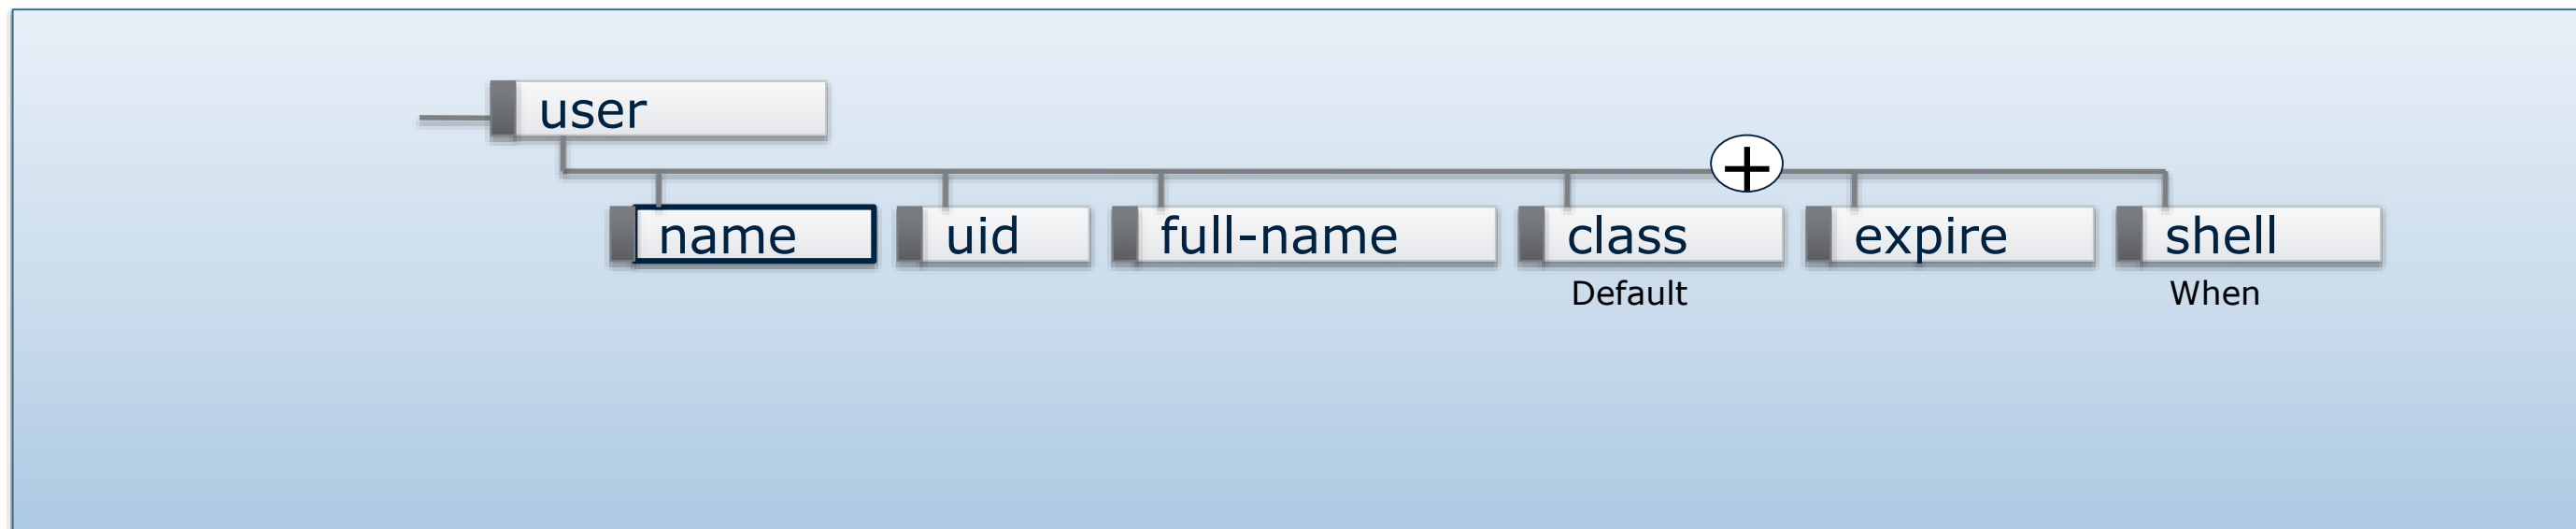 user
+
name uid full-name class expire shell
Default When